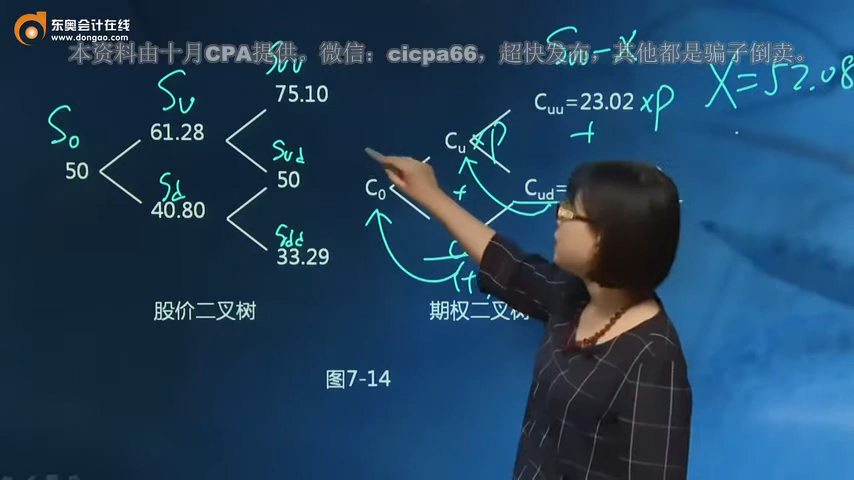 东奥会计在线
www.dongao.com
本资料由十月CPA提供。微信：cicpa66，超快发布，其他都是骗子倒卖。
Suu
Suu-X
X=52.08
75.10
Cuu=23.02 ×P
Su
61.28
+
S0
Cu ×P
Sud
50
50
C0
Cud=
Sd
+
40.80
Sdd
33.29
(1+
股价二叉树
期权二叉树
图7-14